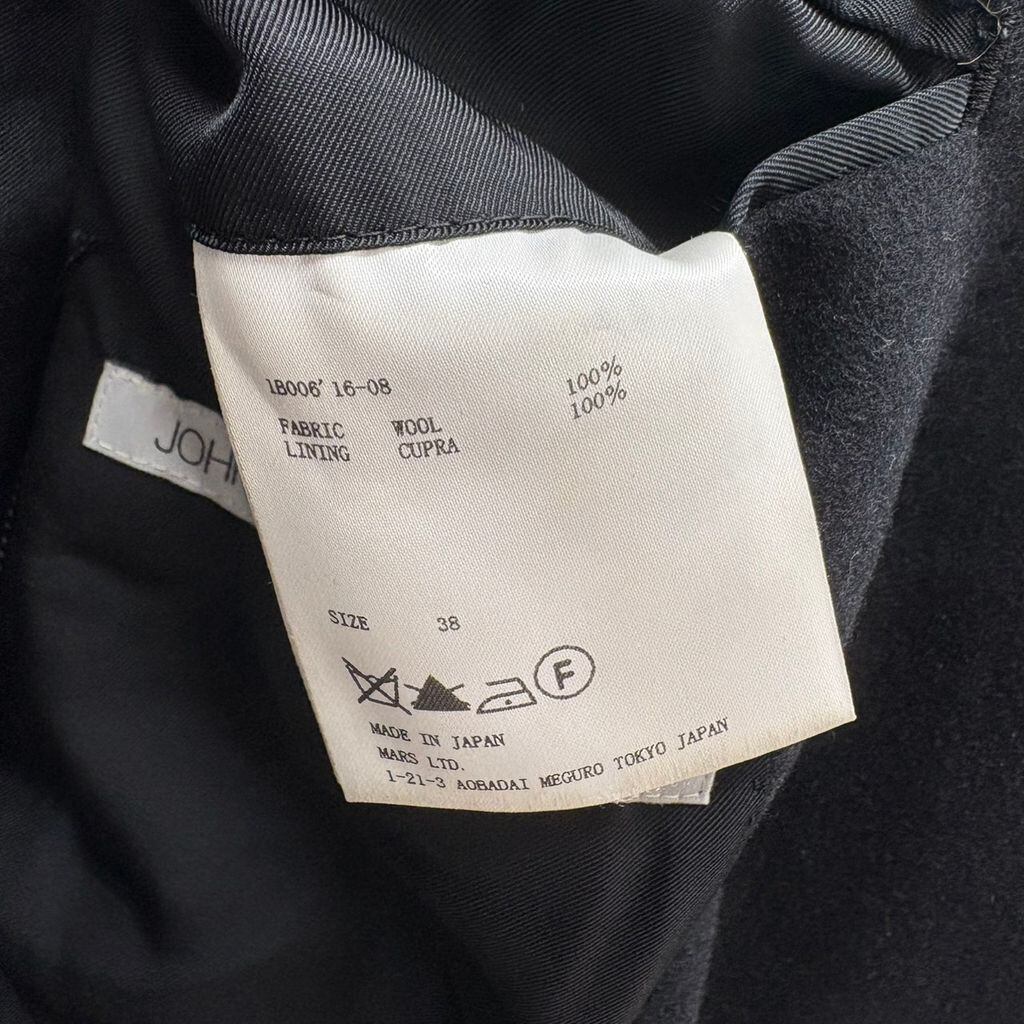 1B006' 16-08
FABRIC WOOL 100%
LINING CUPRA 100%
JOH
SIZE 38
F
MADE IN JAPAN
MARS LTD.
1-21-3 AOBADAI MEGURO TOKYO JAPAN